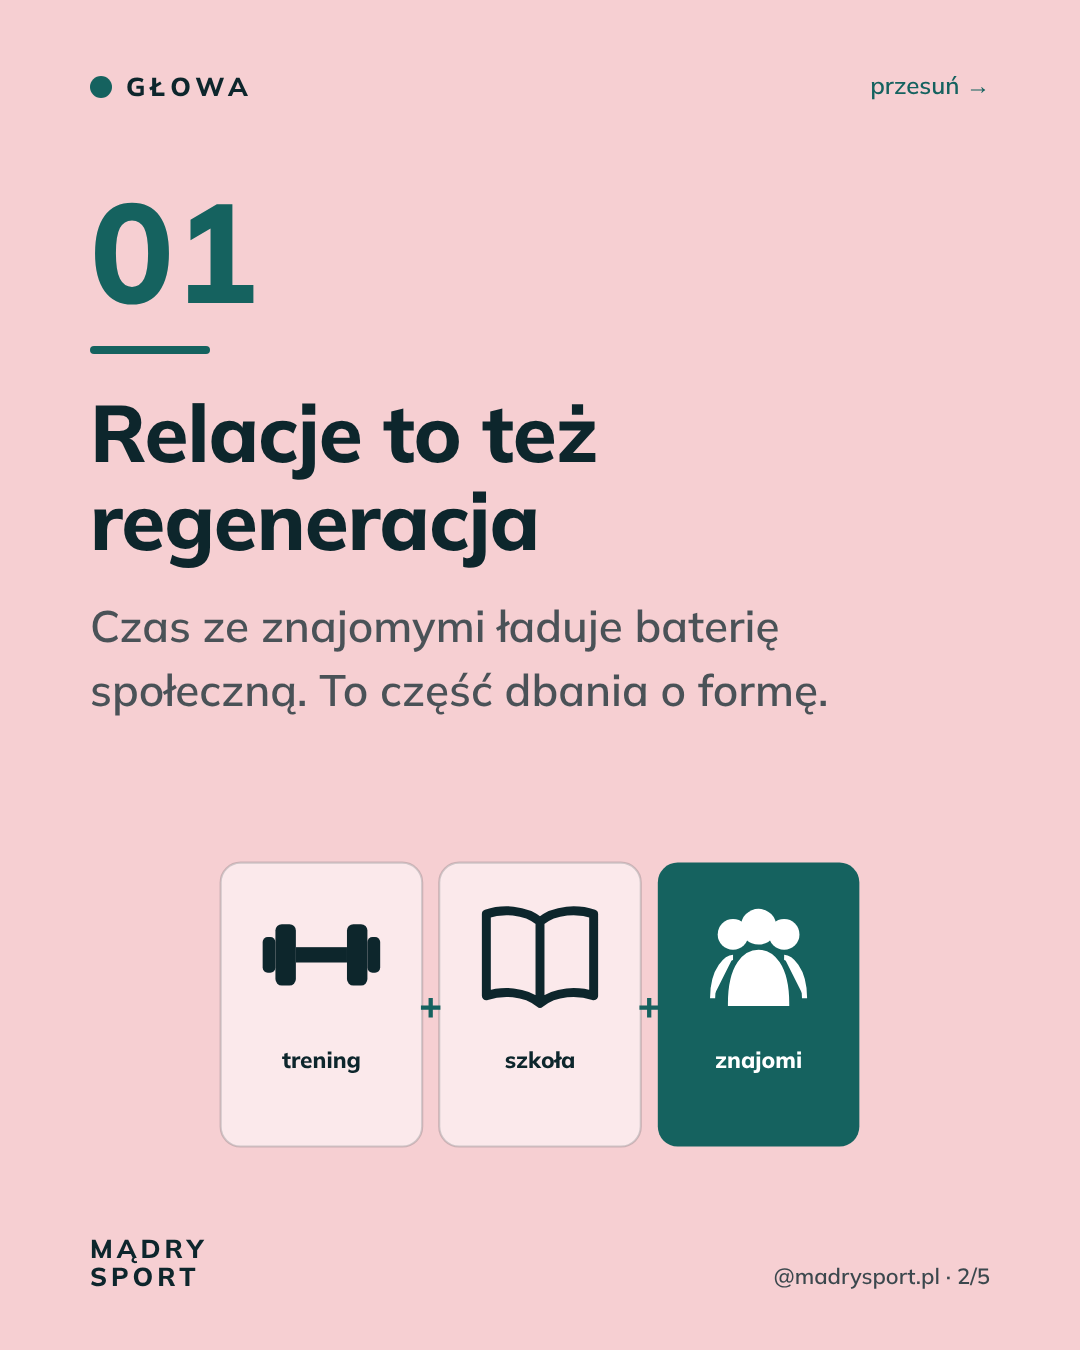 GŁOWA
przesuń →
01
Relacje to też
regeneracja
Czas ze znajomymi ładuje baterię
społeczną. To część dbania o formę.
trening + szkoła + znajomi
MĄDRY
SPORT
@madrysport.pl · 2/5